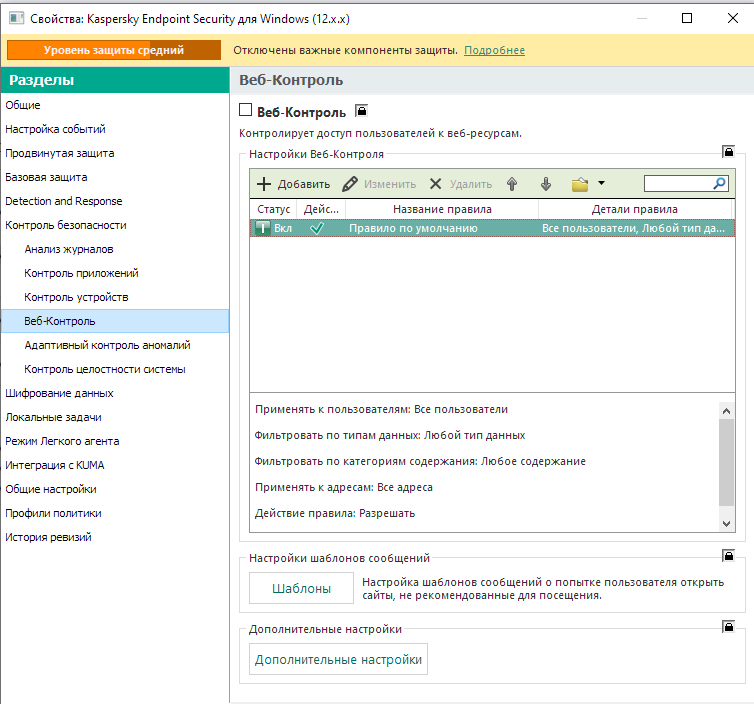 Свойства: Kaspersky Endpoint Security для Windows (12.x.x)
Уровень защиты средний
Отключены важные компоненты защиты. Подробнее
Разделы
Общие
Настройка событий
Продвинутая защита
Базовая защита
Detection and Response
Контроль безопасности
Анализ журналов
Контроль приложений
Контроль устройств
Веб-Контроль
Адаптивный контроль аномалий
Контроль целостности системы
Шифрование данных
Локальные задачи
Режим Легкого агента
Интеграция с KUMA
Общие настройки
Профили политики
История ревизий
Веб-Контроль
Веб-Контроль
Контролирует доступ пользователей к веб-ресурсам.
Настройки Веб-Контроля
Добавить Изменить Удалить
Статус Дейс... Название правила Детали правила
Вкл Правило по умолчанию Все пользователи, Любой тип да...
Применять к пользователям: Все пользователи
Фильтровать по типам данных: Любой тип данных
Фильтровать по категориям содержания: Любое содержание
Применять к адресам: Все адреса
Действие правила: Разрешать
Настройки шаблонов сообщений
Шаблоны
Настройка шаблонов сообщений о попытке пользователя открыть
сайты, не рекомендованные для посещения.
Дополнительные настройки
Дополнительные настройки